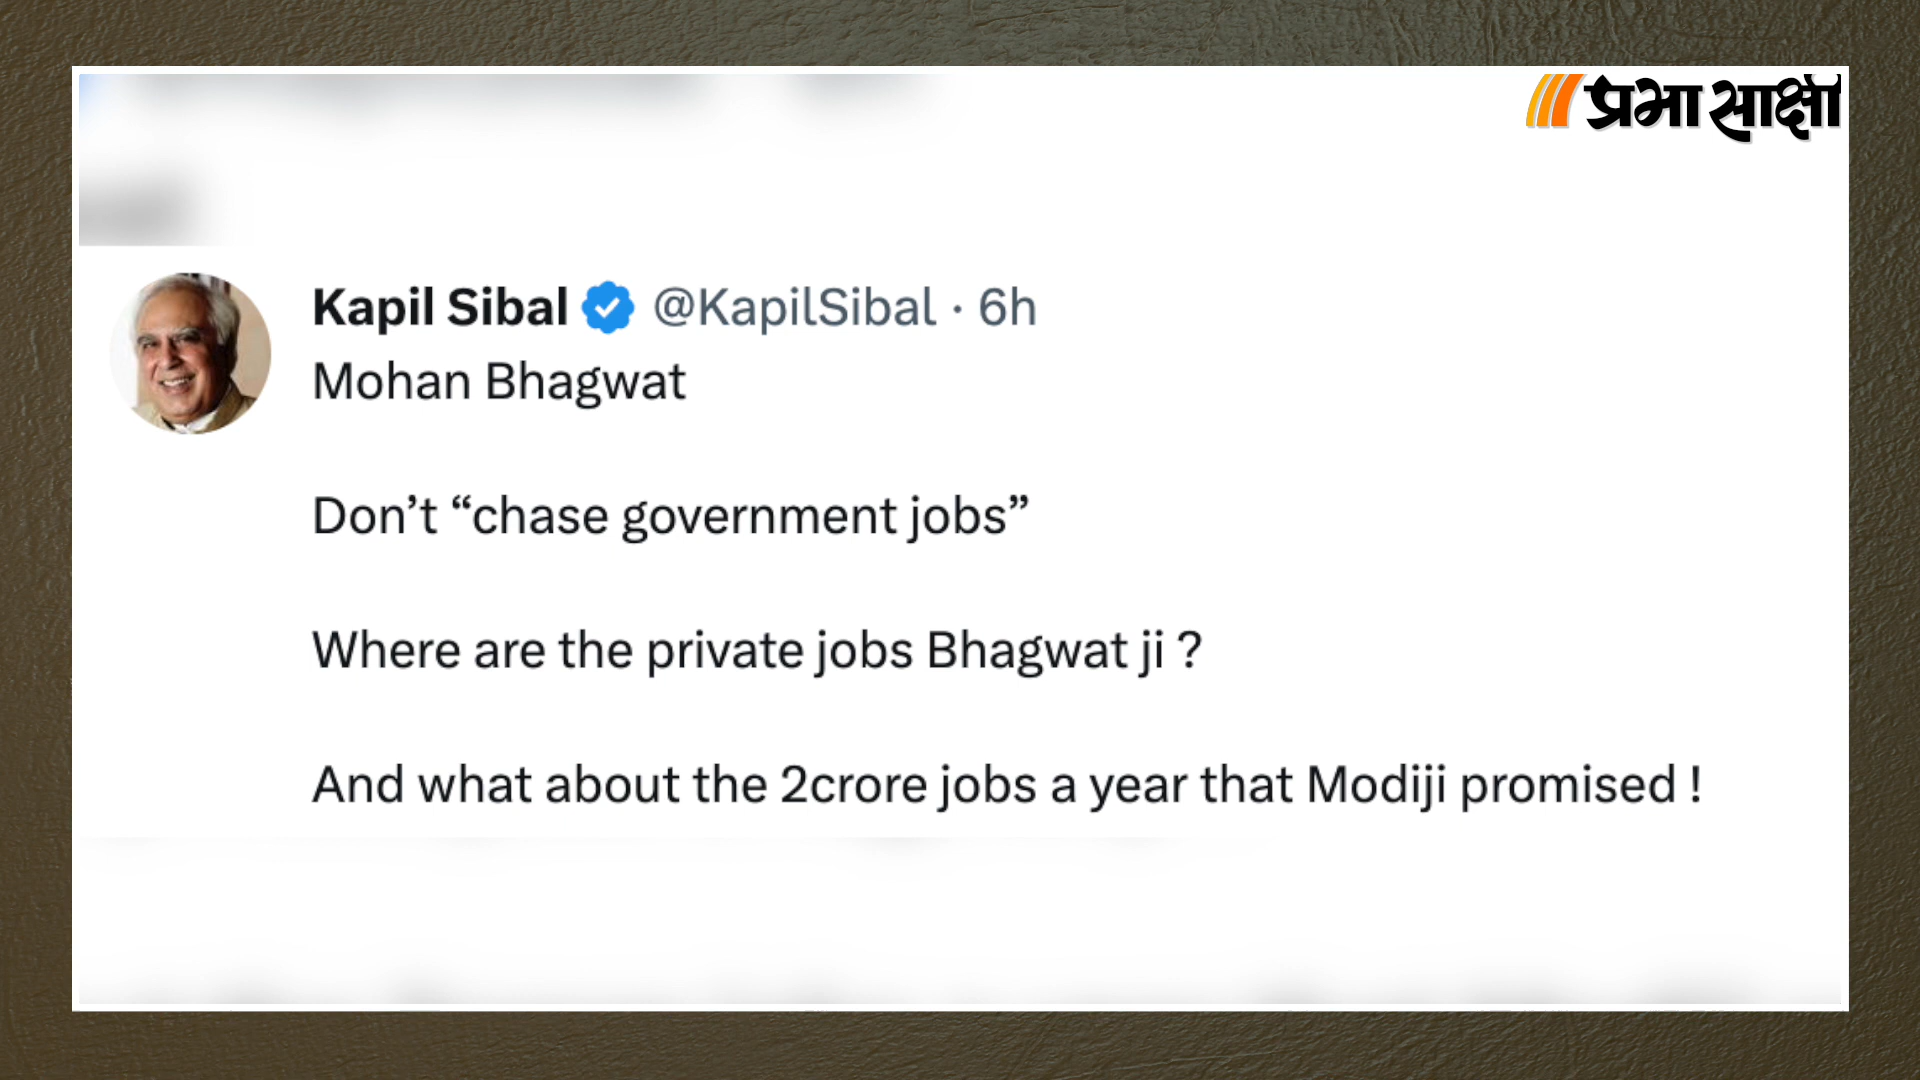 प्रभासाक्षी
Kapil Sibal @KapilSibal · 6h
Mohan Bhagwat
Don’t “chase government jobs”
Where are the private jobs Bhagwat ji ?
And what about the 2crore jobs a year that Modiji promised !